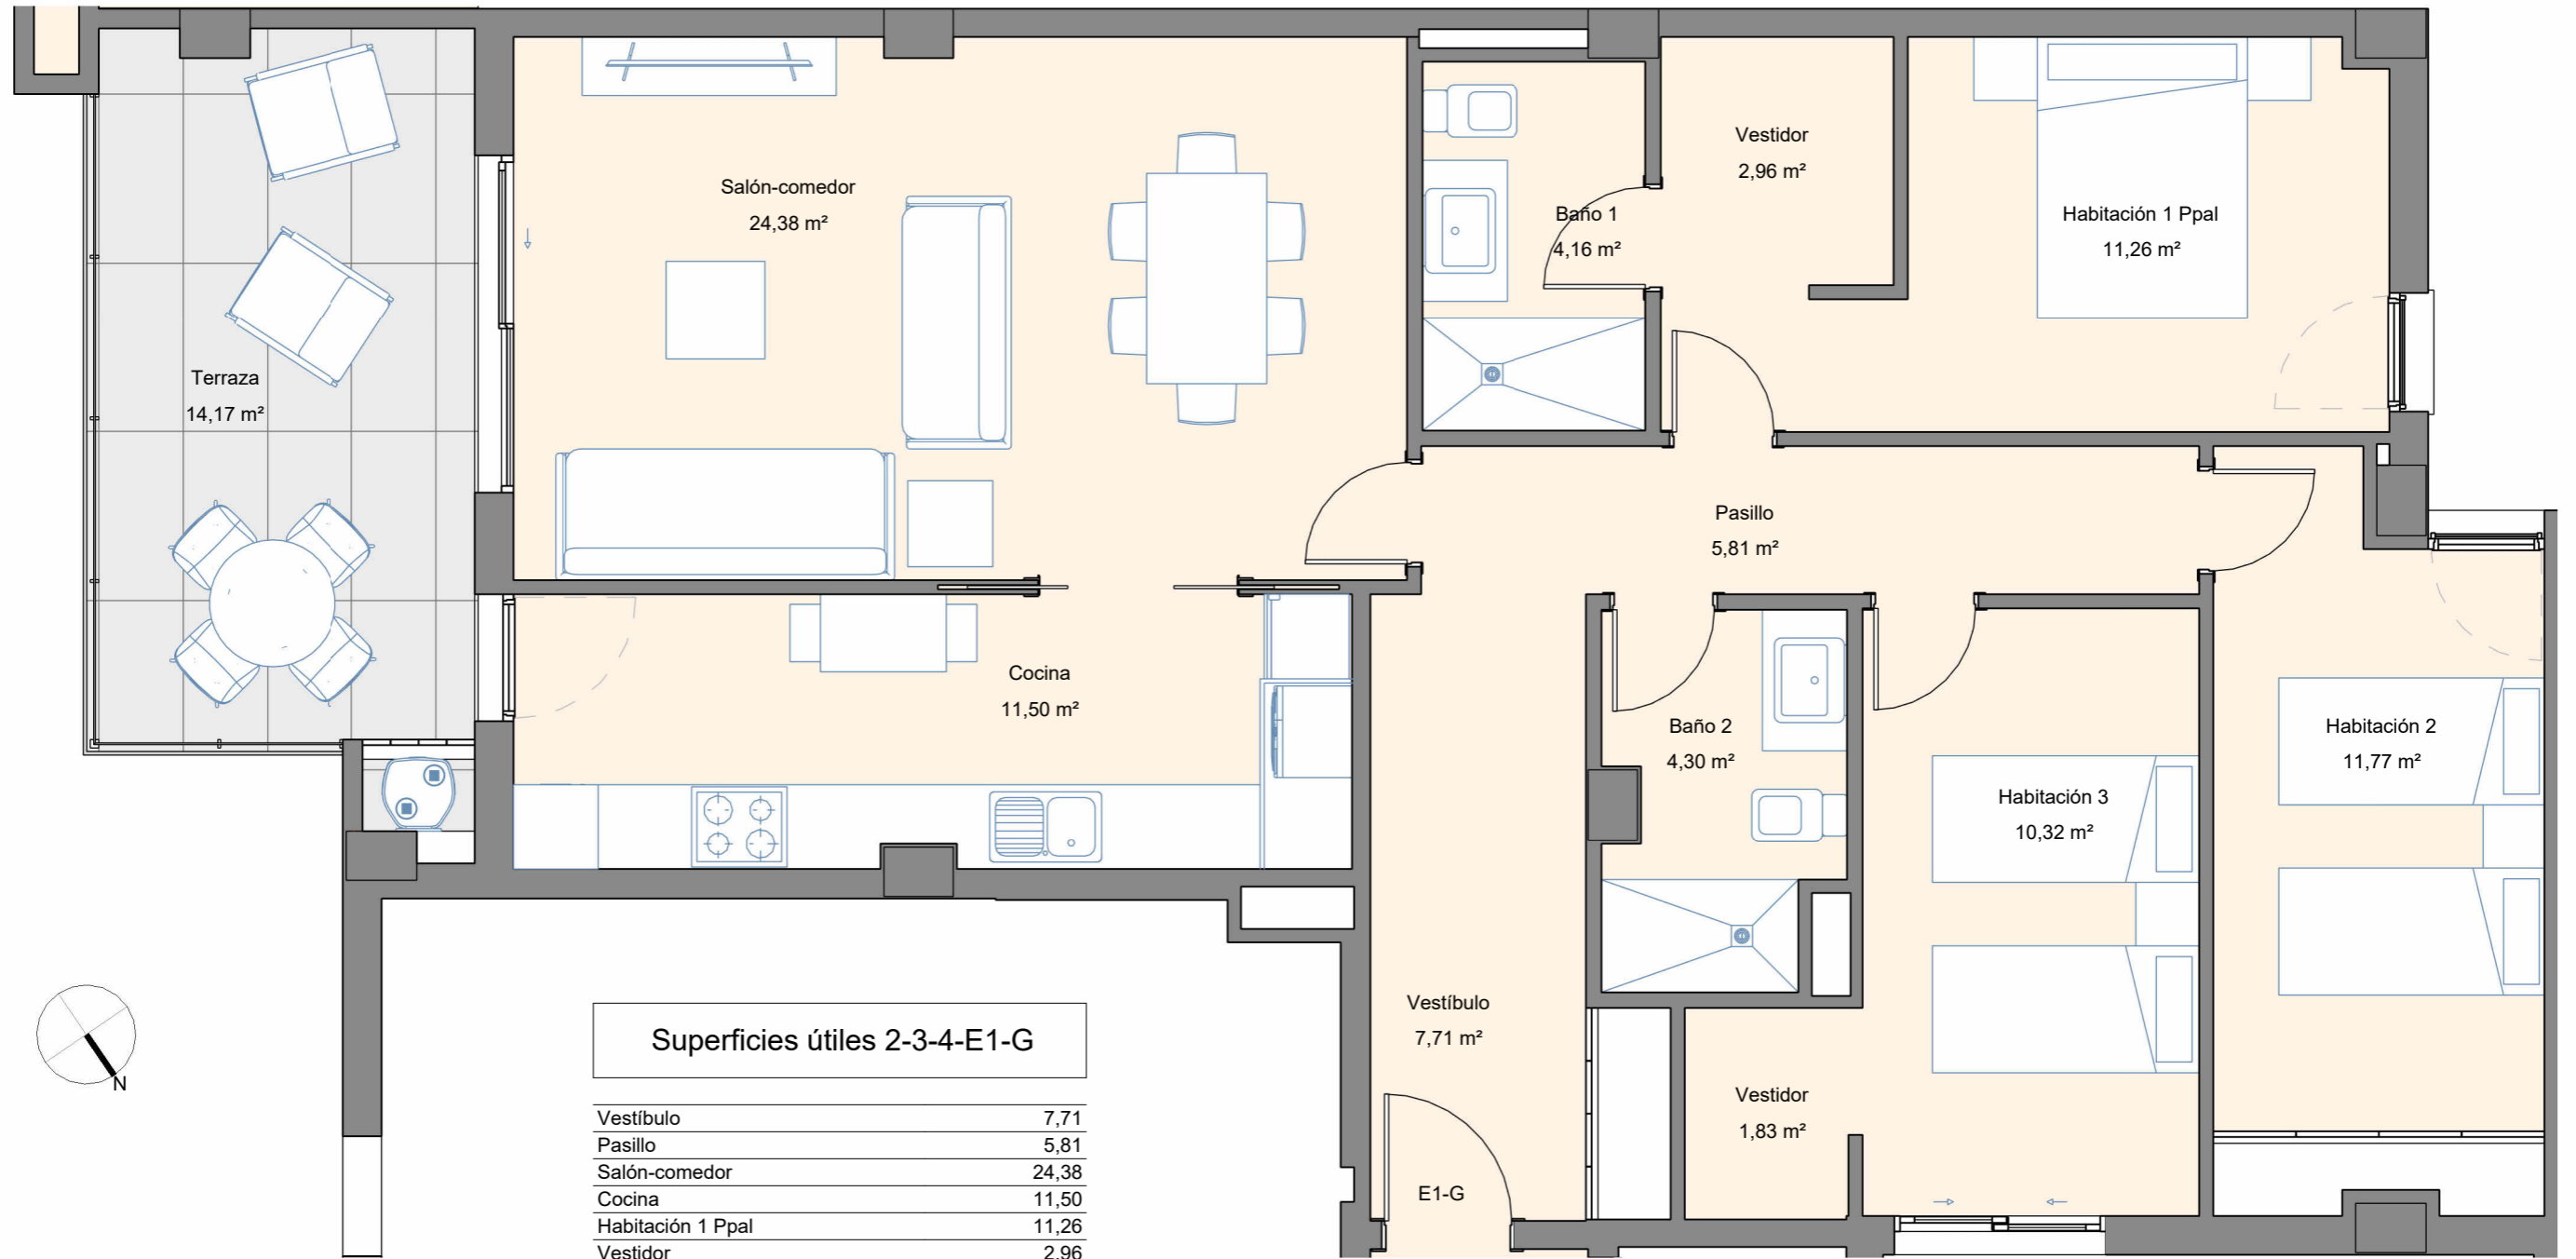 Salón-comedor
24,38 m²
Terraza
14,17 m²
Baño 1
4,16 m²
Vestidor
2,96 m²
Habitación 1 Ppal
11,26 m²
Pasillo
5,81 m²
Cocina
11,50 m²
Baño 2
4,30 m²
Habitación 3
10,32 m²
Habitación 2
11,77 m²
Vestíbulo
7,71 m²
Vestidor
1,83 m²
E1-G
N
Superficies útiles 2-3-4-E1-G
Vestíbulo 7,71
Pasillo 5,81
Salón-comedor 24,38
Cocina 11,50
Habitación 1 Ppal 11,26
Vestidor 2,96